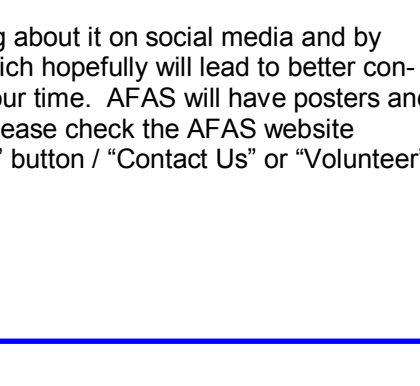 g about it on social media and by
ich hopefully will lead to better con-
our time.  AFAS will have posters and
lease check the AFAS website
” button / “Contact Us” or “Volunteer”